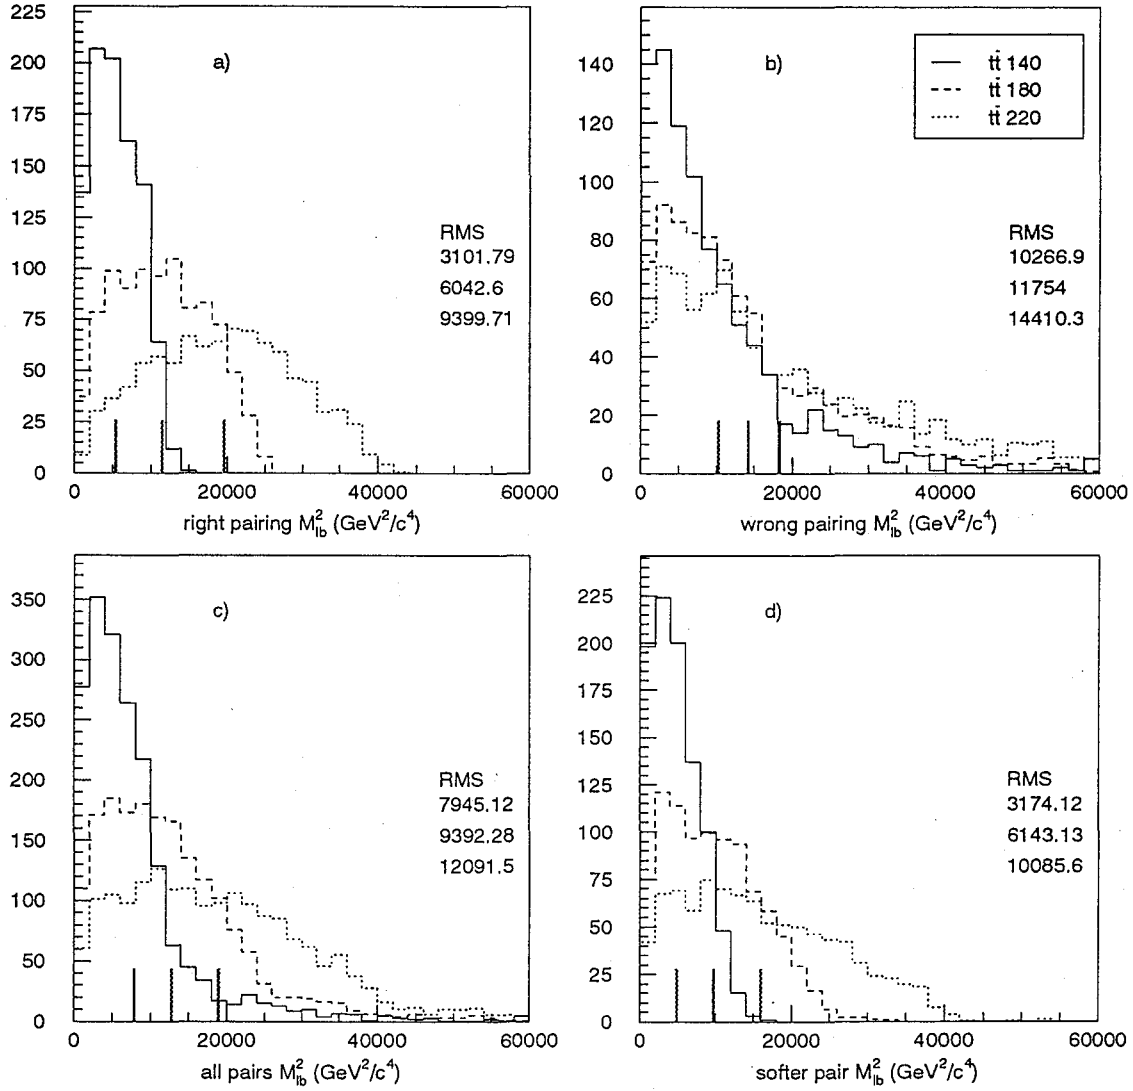 225
200
175
150
125
100
75
50
25
0
a)
RMS
3101.79
6042.6
9399.71
0 20000 40000 60000
right pairing M²lb (GeV²/c⁴)
140
120
100
80
60
40
20
0
b)
tt̄ 140
tt̄ 180
tt̄ 220
RMS
10266.9
11754
14410.3
0 20000 40000 60000
wrong pairing M²lb (GeV²/c⁴)
350
300
250
200
150
100
50
0
c)
RMS
7945.12
9392.28
12091.5
0 20000 40000 60000
all pairs M²lb (GeV²/c⁴)
225
200
175
150
125
100
75
50
25
0
d)
RMS
3174.12
6143.13
10085.6
0 20000 40000 60000
softer pair M²lb (GeV²/c⁴)